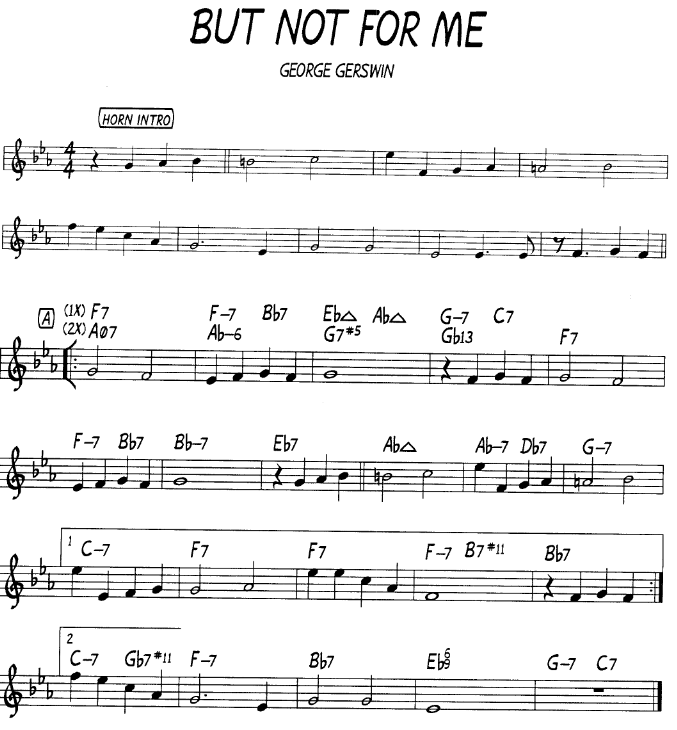 BUT NOT FOR ME
GEORGE GERSWIN
HORN INTRO
4
4
A (1X) F7 F-7 Bb7 Eb△ Ab△ G-7 C7
(2X) AØ7 Ab-6 G7#5 Gb13 F7
F-7 Bb7 Bb-7 Eb7 Ab△ Ab-7 Db7 G-7
1 C-7 F7 F7 F-7 B7#11 Bb7
2
C-7 Gb7#11 F-7 Bb7 Eb6/9 G-7 C7